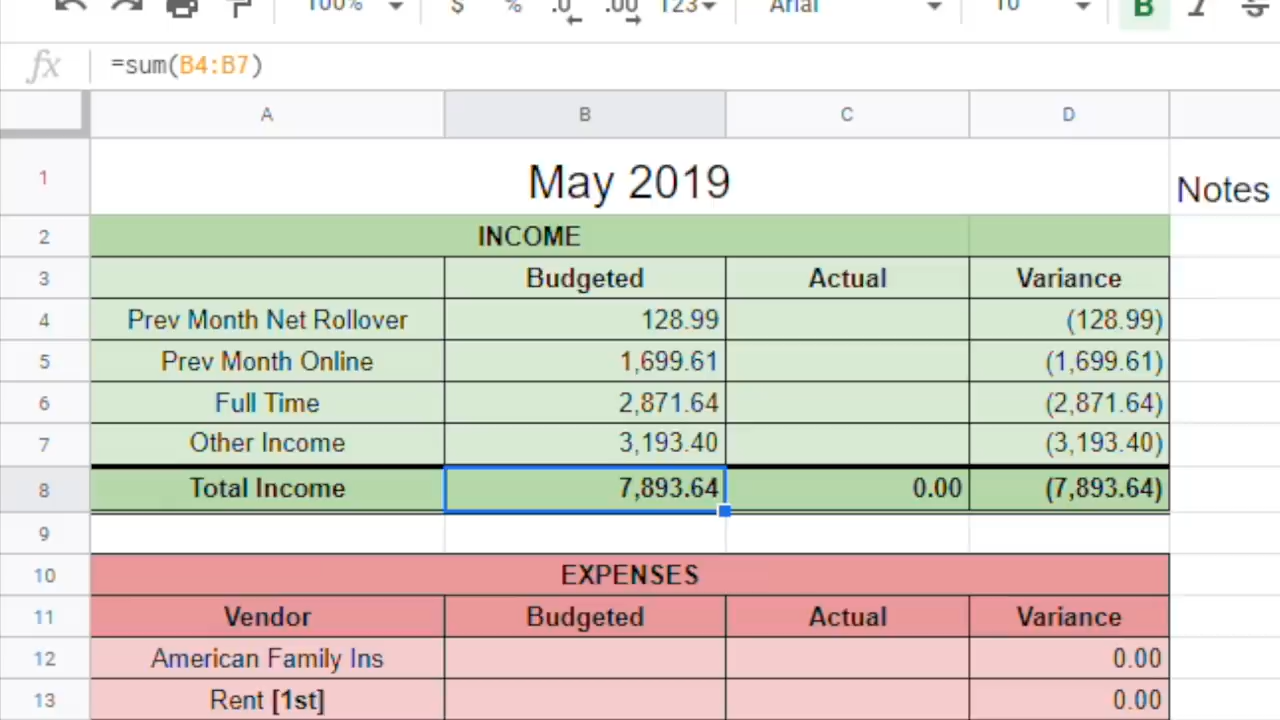 100% $ % .0 .00 123 Arial 10 B I S
fx =sum(B4:B7)
A B C D
1 May 2019 Notes
2 INCOME
3 Budgeted Actual Variance
4 Prev Month Net Rollover 128.99 (128.99)
5 Prev Month Online 1,699.61 (1,699.61)
6 Full Time 2,871.64 (2,871.64)
7 Other Income 3,193.40 (3,193.40)
8 Total Income 7,893.64 0.00 (7,893.64)
9
10 EXPENSES
11 Vendor Budgeted Actual Variance
12 American Family Ins 0.00
13 Rent [1st] 0.00